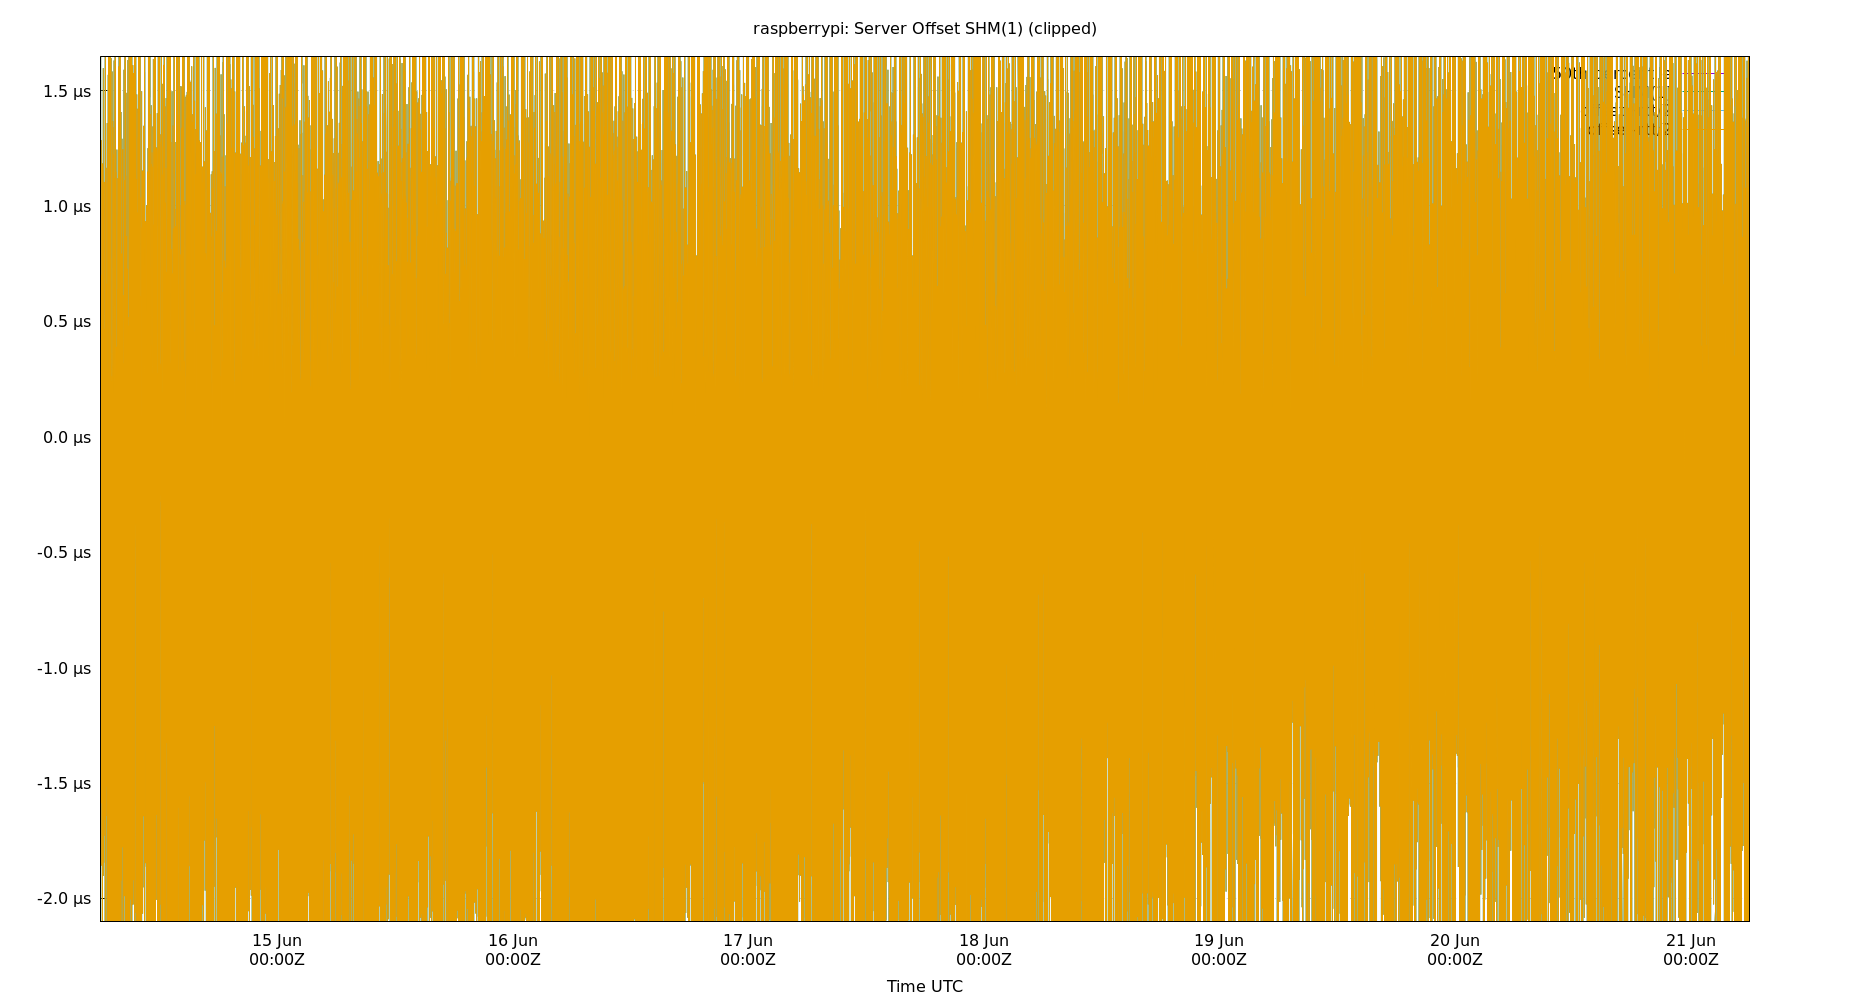 raspberrypi: Server Offset SHM(1) (clipped)
1.5 µs
1.0 µs
0.5 µs
0.0 µs
-0.5 µs
-1.0 µs
-1.5 µs
-2.0 µs
15 Jun 16 Jun 17 Jun 18 Jun 19 Jun 20 Jun 21 Jun
00:00Z 00:00Z 00:00Z 00:00Z 00:00Z 00:00Z 00:00Z
Time UTC